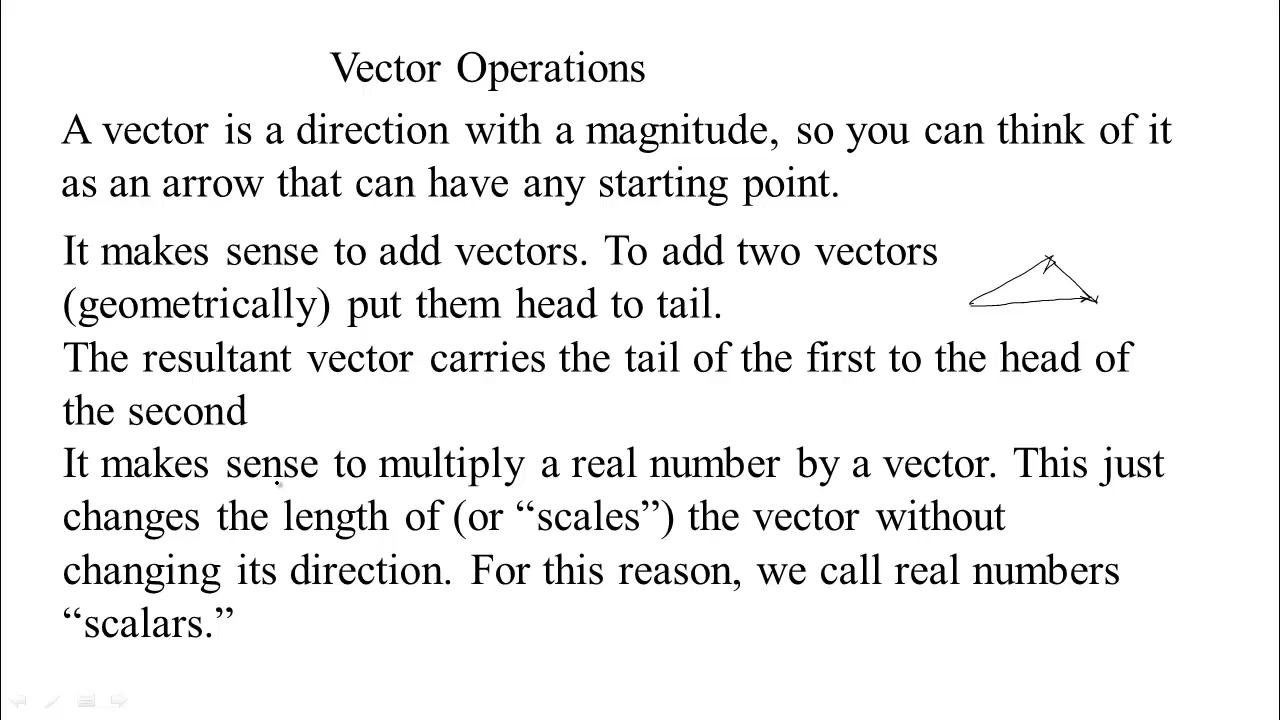 Vector Operations
A vector is a direction with a magnitude, so you can think of it
as an arrow that can have any starting point.
It makes sense to add vectors. To add two vectors
(geometrically) put them head to tail.
The resultant vector carries the tail of the first to the head of
the second
It makes sense to multiply a real number by a vector. This just
changes the length of (or “scales”) the vector without
changing its direction. For this reason, we call real numbers
“scalars.”